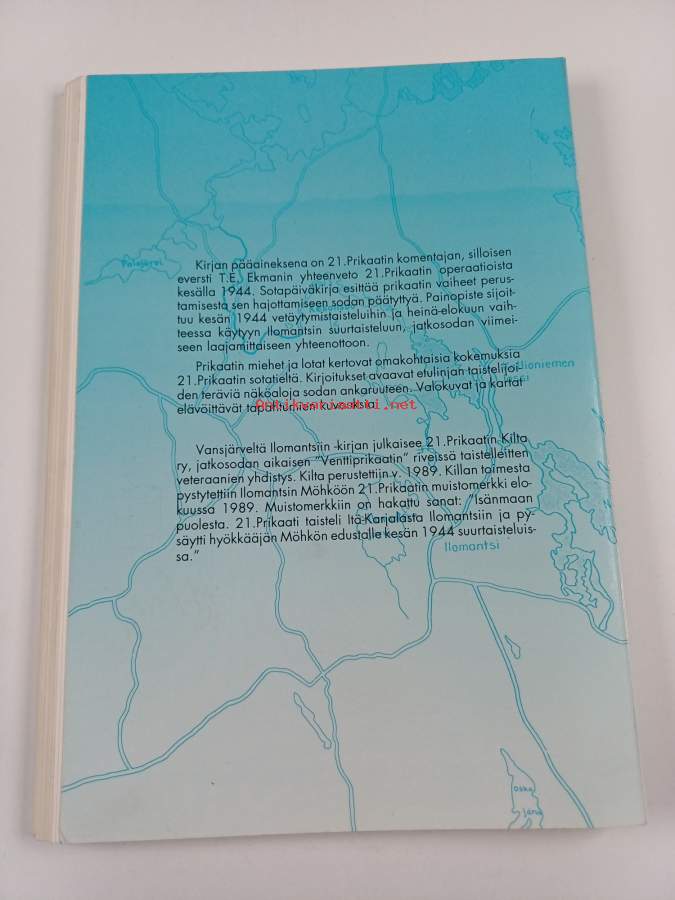 Kirjan pääaineksena on 21.Prikaatin komentajan, silloisen
eversti T.E. Ekmanin yhteenveto 21.Prikaatin operaatioista
kesällä 1944. Sotapäiväkirja esittää prikaatin vaiheet perus-
tamisesta sen hajottamiseen sodan päätyttyä. Painopiste sijoit-
tuu kesän 1944 vetäytymistaisteluihin ja heinä-elokuun vaih-
teessa käytyyn Ilomantsin suurtaisteluun, jatkosodan viimei-
seen laajamittaiseen yhteenottoon.
Prikaatin miehet ja lotat kertovat omakohtaisia kokemuksia
21.Prikaatin sotatieltä. Kirjoitukset avaavat etulinjan taistelijoi-
den teräviä näköaloja sodan ankaruuteen. Valokuvat ja kartat
elävöittävät tapahtumien kuvauksia.
Antikvariaatti.net
Vansjärveltä Ilomantsiin -kirjan julkaisee 21.Prikaatin Kilta
ry, jatkosodan aikaisen "Venttiprikaatin" riveissä taistelleitten
veteraanien yhdistys. Kilta perustettiin v. 1989. Killan toimesta
pystytettiin Ilomantsin Möhköön 21.Prikaatin muistomerkki elo-
kuussa 1989. Muistomerkkiin on hakattu sanat: "Isänmaan
puolesta. 21.Prikaati taisteli Itä-Karjalasta Ilomantsiin ja py-
säytti hyökkääjän Möhkön edustalle kesän 1944 suurtaisteluis-
sa."
Ilomantsi